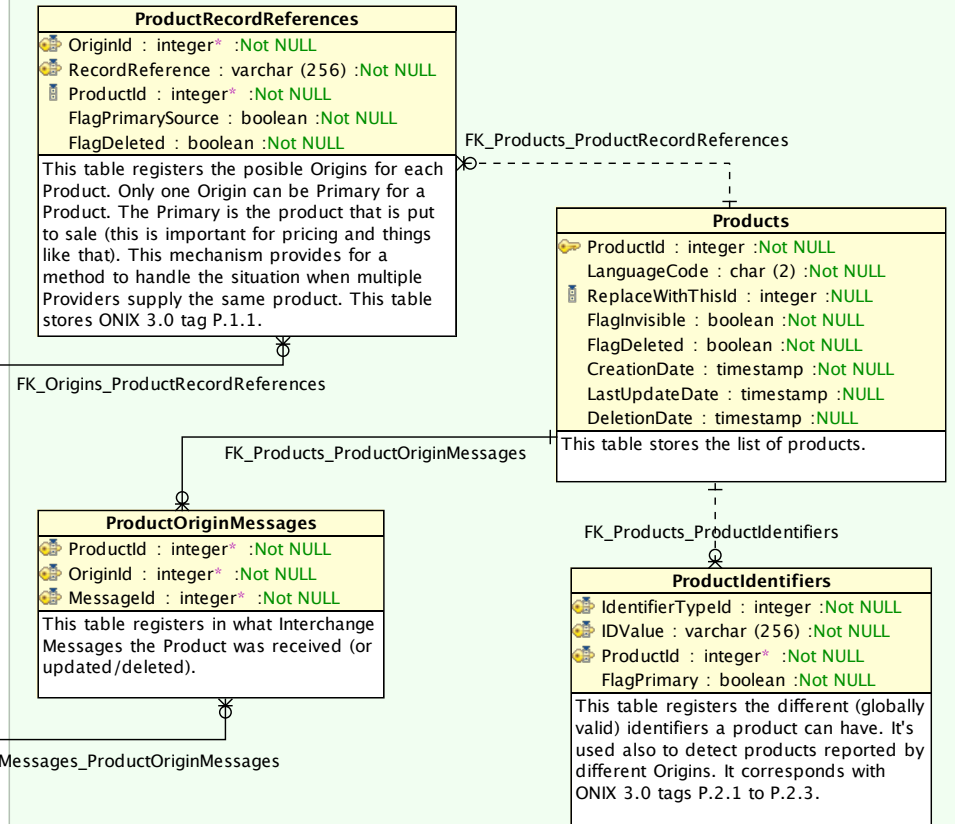 ProductRecordReferences
OriginId : integer* :Not NULL
RecordReference : varchar (256) :Not NULL
ProductId : integer* :Not NULL
FlagPrimarySource : boolean :Not NULL
FlagDeleted : boolean :Not NULL
This table registers the posible Origins for each
Product. Only one Origin can be Primary for a
Product. The Primary is the product that is put
to sale (this is important for pricing and things
like that). This mechanism provides for a
method to handle the situation when multiple
Providers supply the same product. This table
stores ONIX 3.0 tag P.1.1.
FK_Products_ProductRecordReferences
Products
ProductId : integer :Not NULL
LanguageCode : char (2) :Not NULL
ReplaceWithThisId : integer :NULL
FlagInvisible : boolean :Not NULL
FlagDeleted : boolean :Not NULL
CreationDate : timestamp :Not NULL
LastUpdateDate : timestamp :NULL
DeletionDate : timestamp :NULL
This table stores the list of products.
FK_Origins_ProductRecordReferences
FK_Products_ProductOriginMessages
ProductOriginMessages
ProductId : integer* :Not NULL
OriginId : integer* :Not NULL
MessageId : integer* :Not NULL
This table registers in what Interchange
Messages the Product was received (or
updated/deleted).
FK_Products_ProductIdentifiers
ProductIdentifiers
IdentifierTypeId : integer :Not NULL
IDValue : varchar (256) :Not NULL
ProductId : integer* :Not NULL
FlagPrimary : boolean :Not NULL
This table registers the different (globally
valid) identifiers a product can have. It's
used also to detect products reported by
different Origins. It corresponds with
ONIX 3.0 tags P.2.1 to P.2.3.
Messages_ProductOriginMessages